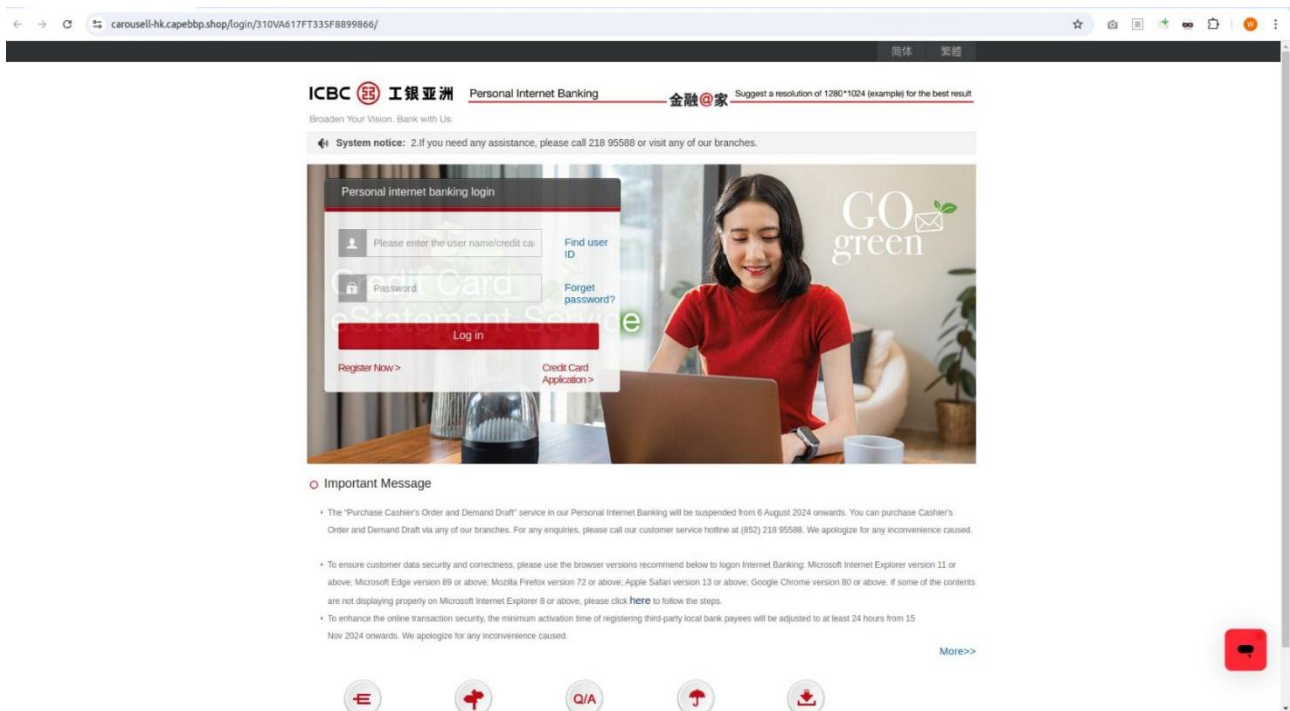 carousell-hk.capebbp.shop/login/310VA617FT335F8899866/
W
简体 繁體
ICBC 工银亚洲 Personal Internet Banking 金融@家 Suggest a resolution of 1280*1024 (example) for the best result
Broaden Your Vision. Bank with Us.
System notice: 2.If you need any assistance, please call 218 95588 or visit any of our branches.
Personal internet banking login
GO
green
Please enter the user name/credit ca
Find user
ID
Credit Card
Password
Forget
password?
eStatement Service
Log in
Register Now >
Credit Card
Application >
Important Message
The "Purchase Cashier's Order and Demand Draft" service in our Personal Internet Banking will be suspended from 6 August 2024 onwards. You can purchase Cashier's
Order and Demand Draft via any of our branches. For any enquiries, please call our customer service hotline at (852) 218 95588. We apologize for any inconvenience caused.
To ensure customer data security and correctness, please use the browser versions recommend below to logon Internet Banking: Microsoft Internet Explorer version 11 or
above; Microsoft Edge version 89 or above; Mozilla Firefox version 72 or above; Apple Safari version 13 or above; Google Chrome version 80 or above. If some of the contents
are not displaying properly on Microsoft Internet Explorer 8 or above, please click here to follow the steps.
To enhance the online transaction security, the minimum activation time of registering third-party local bank payees will be adjusted to at least 24 hours from 15
Nov 2024 onwards. We apologize for any inconvenience caused.
More>>
Q/A